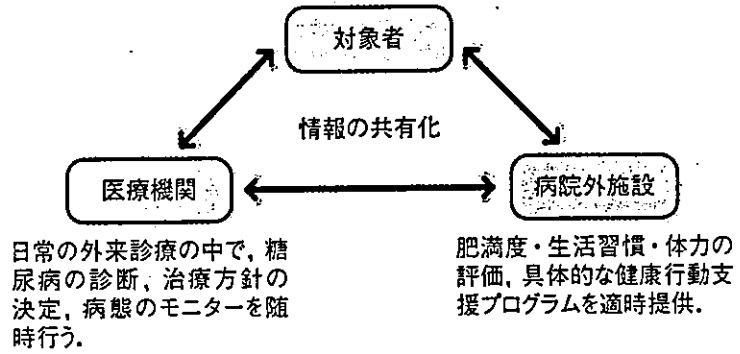 対象者
情報の共有化
医療機関
病院外施設
日常の外来診療の中で，糖
尿病の診断，治療方針の
決定，病態のモニターを随
時行う．
肥満度・生活習慣・体力の
評価，具体的な健康行動支
援プログラムを適時提供．